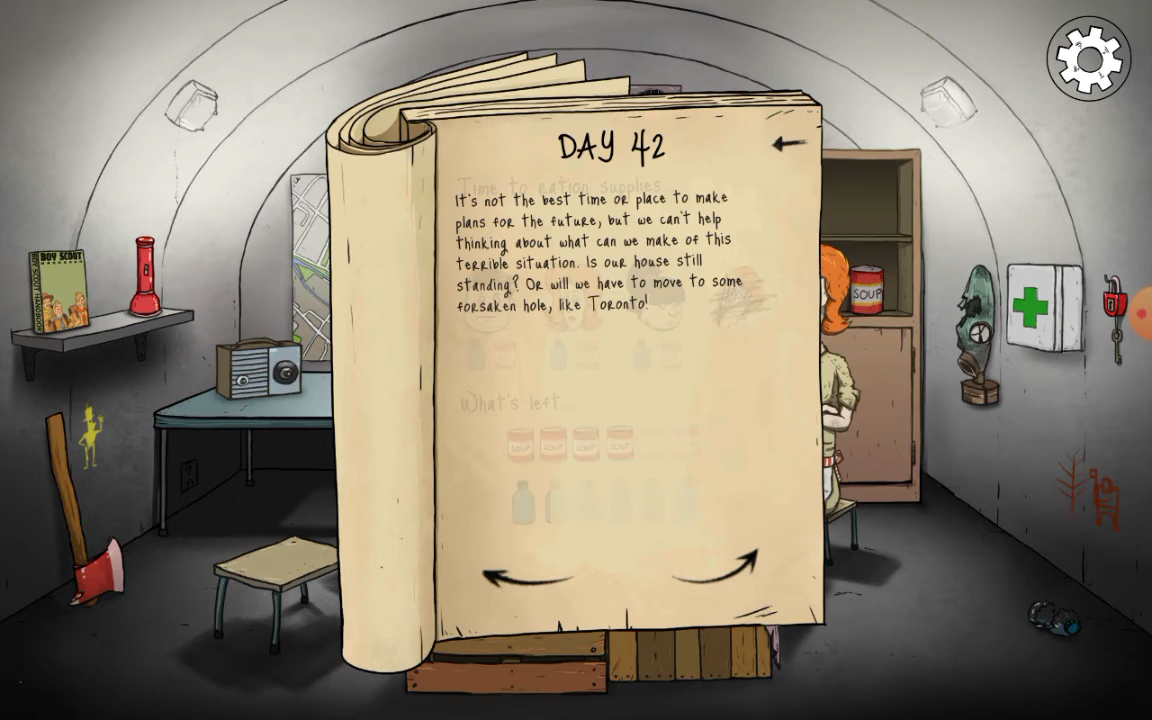 DAY 42
Time to ration supplies...
It's not the best time or place to make
plans for the future, but we can't help
thinking about what can we make of this
terrible situation. Is our house still
standing? Or will we have to move to some
forsaken hole, like Toronto!
What's left
SOUP SOUP SOUP SOUP
BOY SCOUT
BOY SCOUT HANDBOOK
SOUP